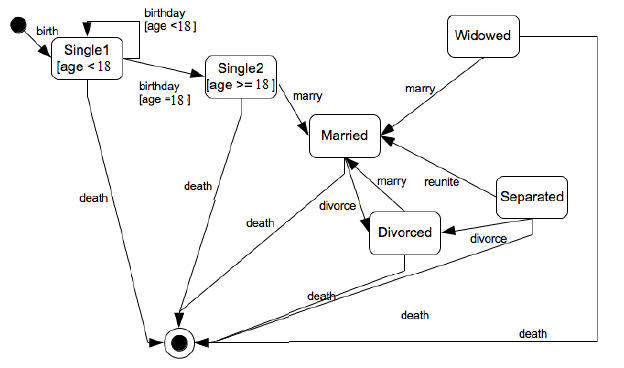 birthday
[age <18 ]
birth
Single1
[age <18
Widowed
Single2
[age >= 18 ]
birthday
[age =18 ]
marry
marry
Married
marry
reunite
Separated
death
death
divorce
death
Divorced
divorce
death
death
death